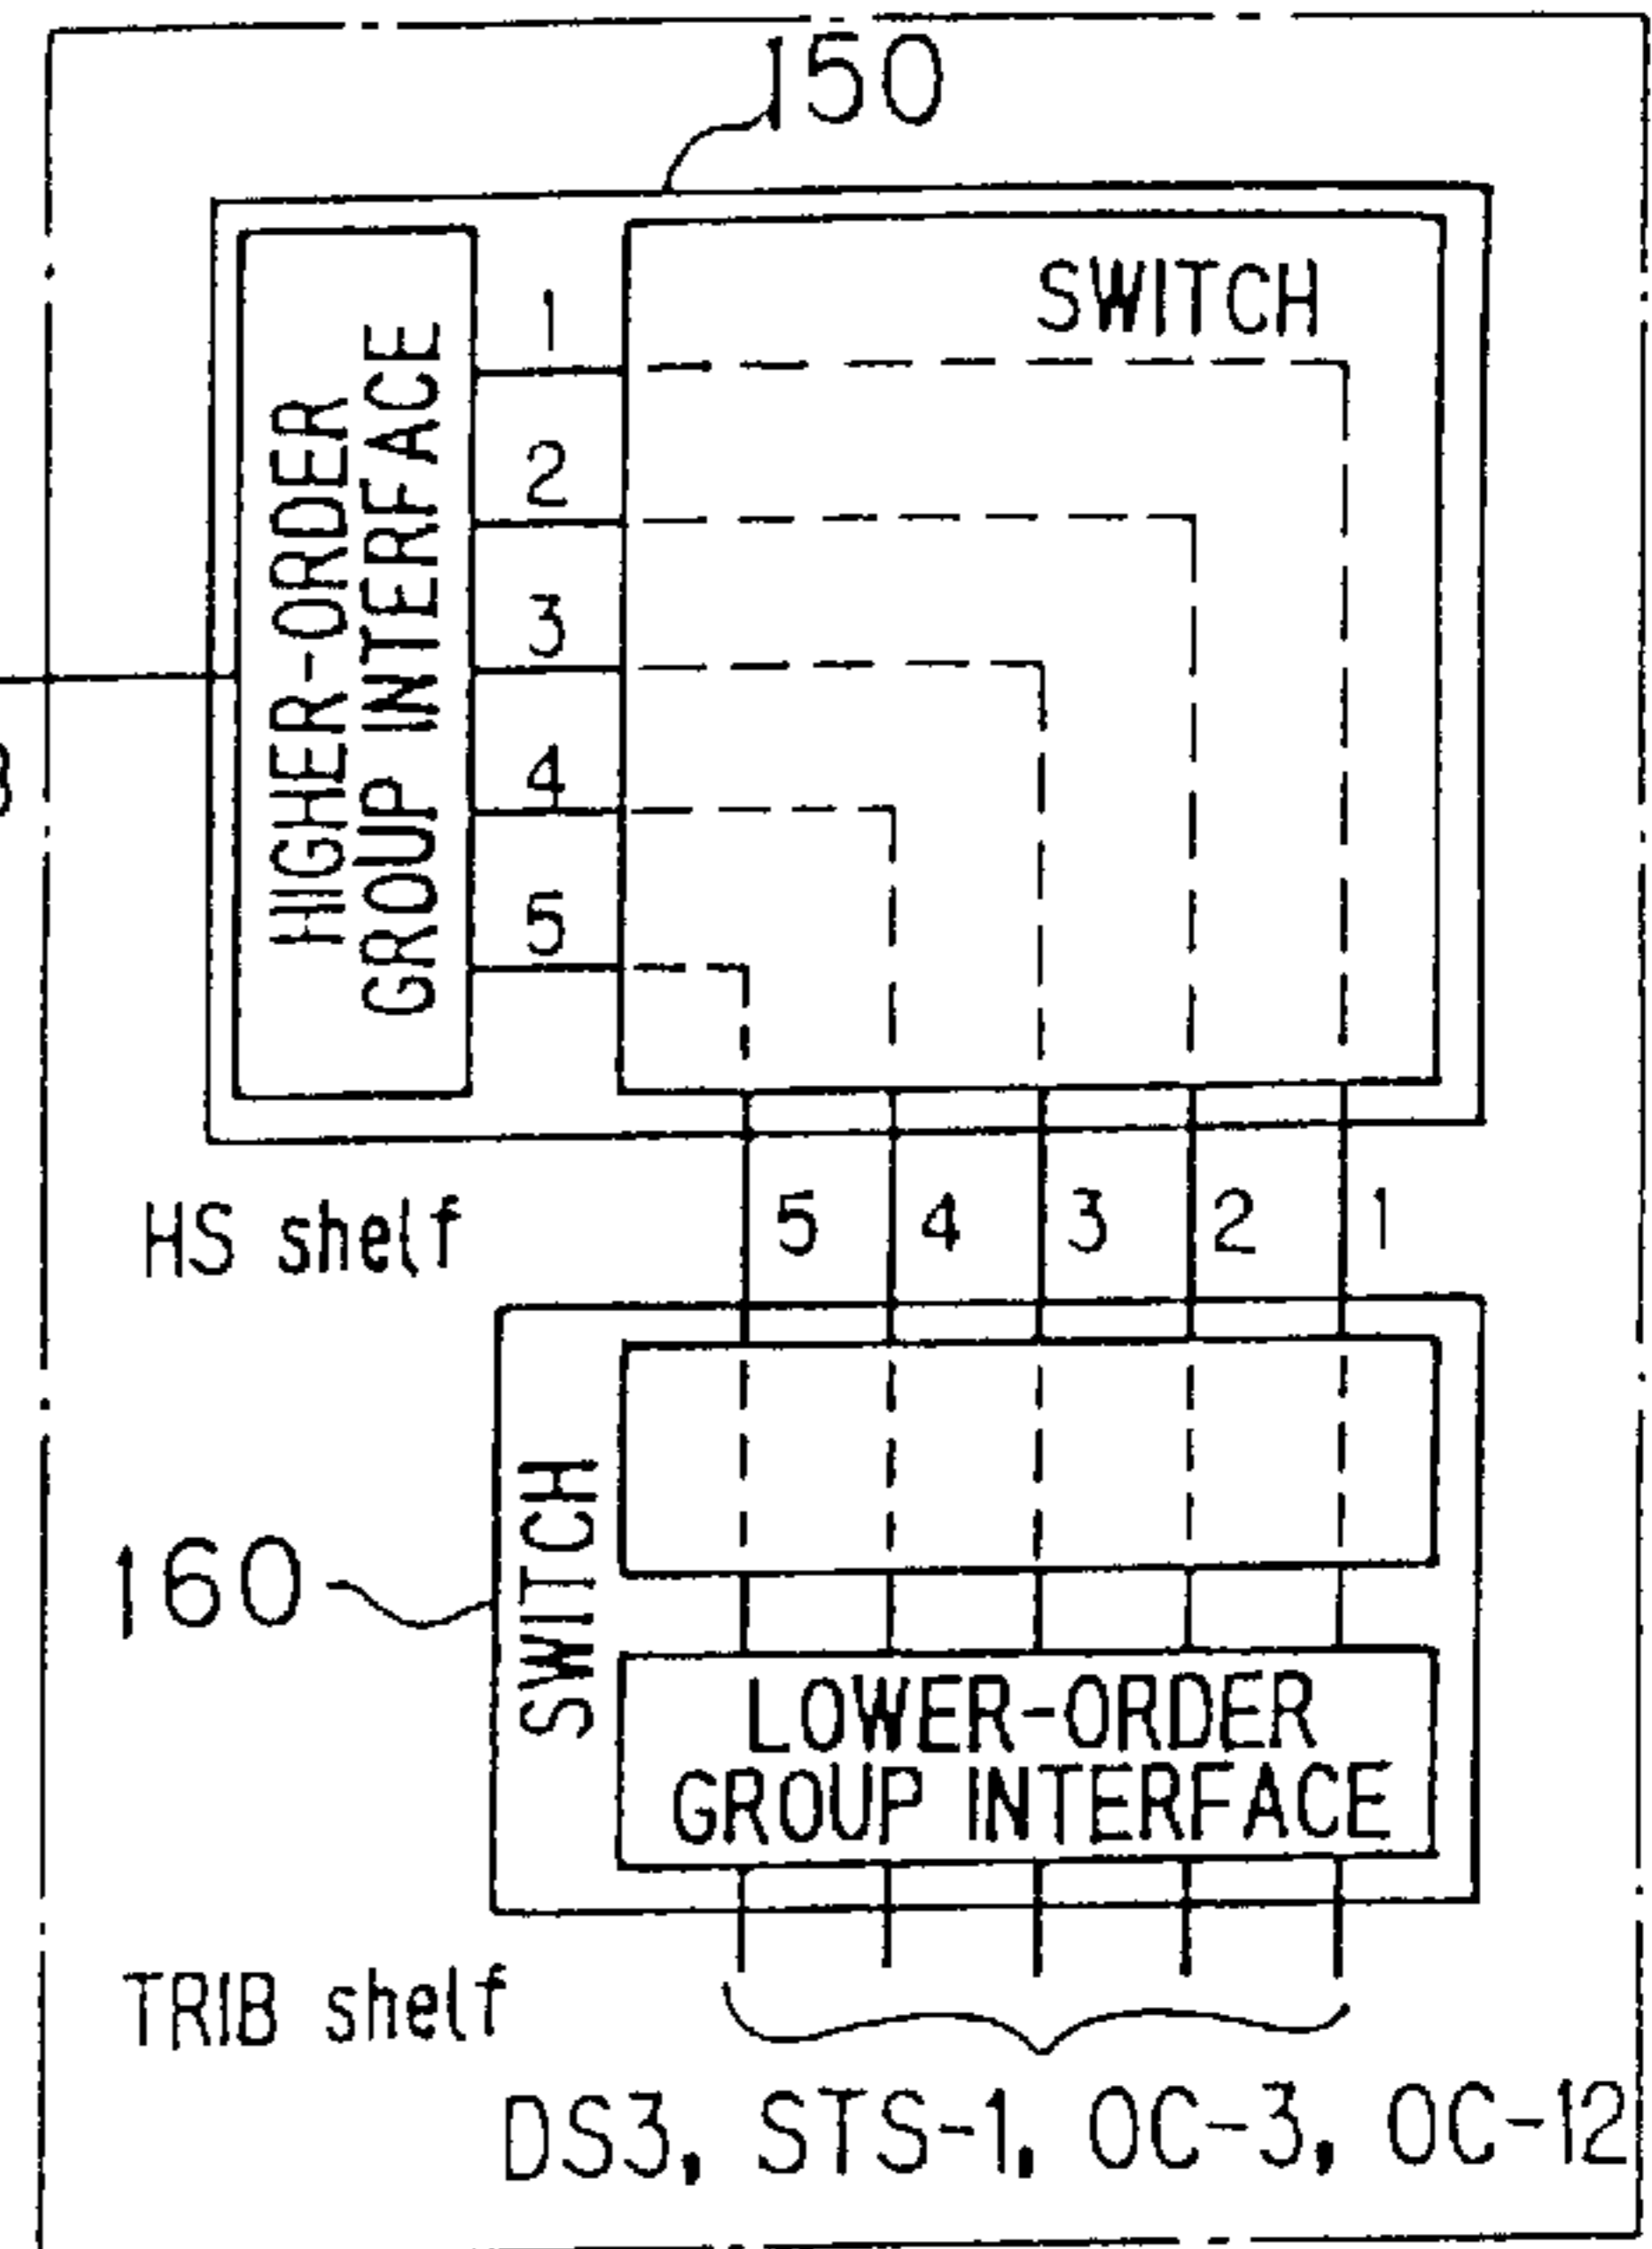 150
SWITCH
HIGHER-ORDER
GROUP INTERFACE
1
2
3
4
5
HS shelf
5 4 3 2 1
160
SWITCH
LOWER-ORDER
GROUP INTERFACE
TRIB shelf
DS3, STS-1, OC-3, OC-12